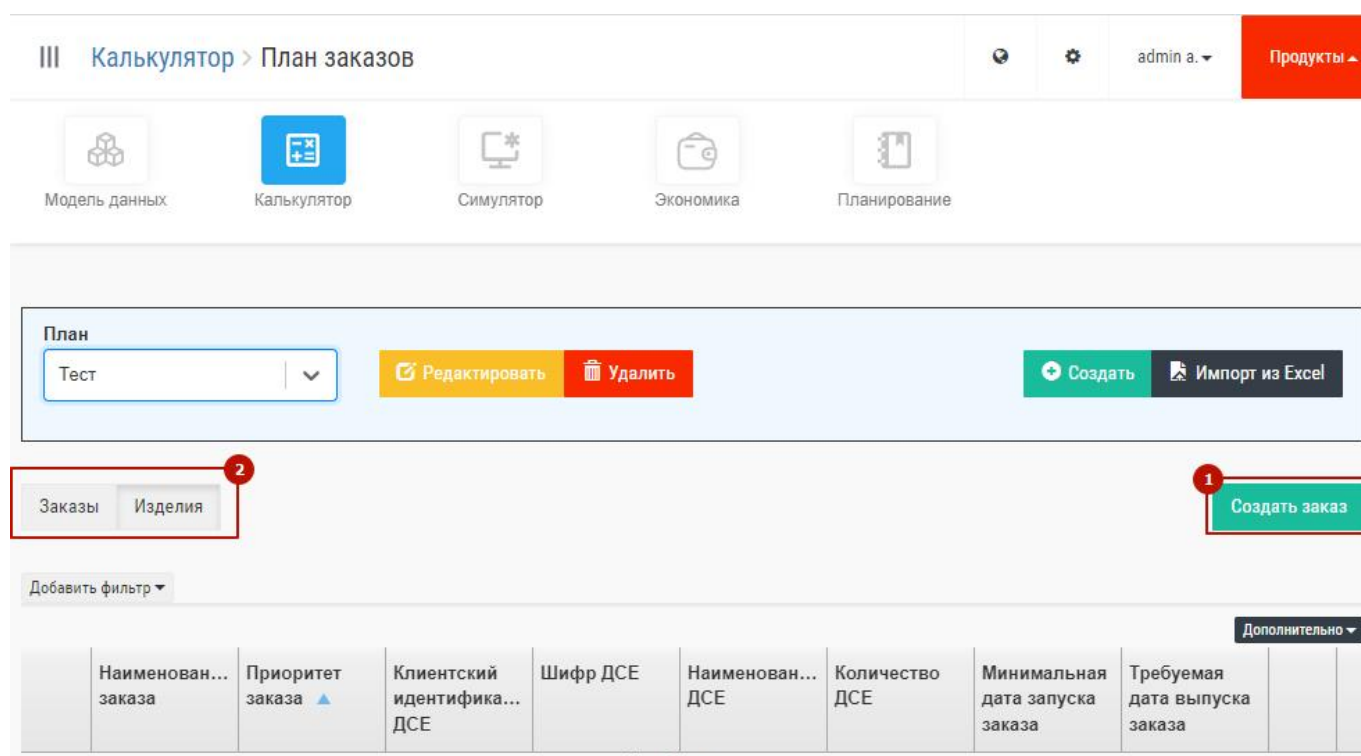 Калькулятор > План заказов
admin a.
Продукты
Модель данных
Калькулятор
Симулятор
Экономика
Планирование
План
Тест
Редактировать
Удалить
Создать
Импорт из Excel
2
1
Заказы
Изделия
Создать заказ
Добавить фильтр
Дополнительно
Наименован...
заказа
Приоритет
заказа
Клиентский
идентифика...
ДСЕ
Шифр ДСЕ
Наименован...
ДСЕ
Количество
ДСЕ
Минимальная
дата запуска
заказа
Требуемая
дата выпуска
заказа